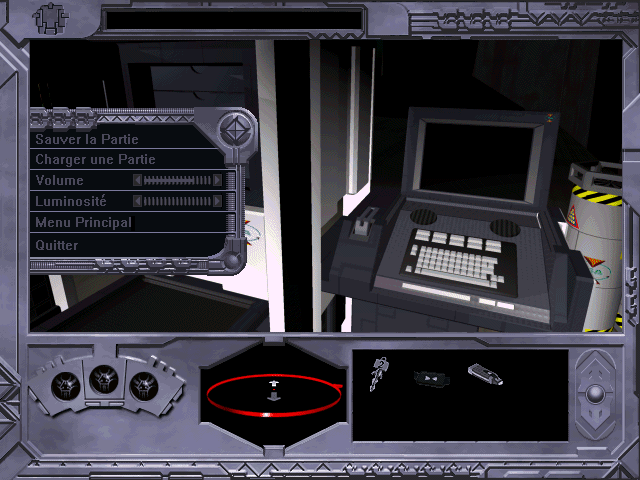 Sauver la Partie
Charger une Partie
Volume
Luminosité
Menu Principal
Quitter